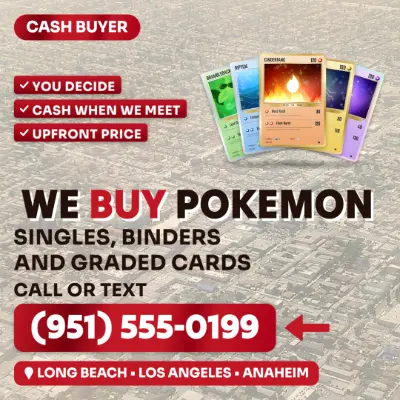 CASH BUYER
✓ YOU DECIDE
✓ CASH WHEN WE MEET
✓ UPFRONT PRICE
CINDERFANG
WE BUY POKEMON
SINGLES, BINDERS
AND GRADED CARDS
CALL OR TEXT
(951) 555-0199
LONG BEACH • LOS ANGELES • ANAHEIM